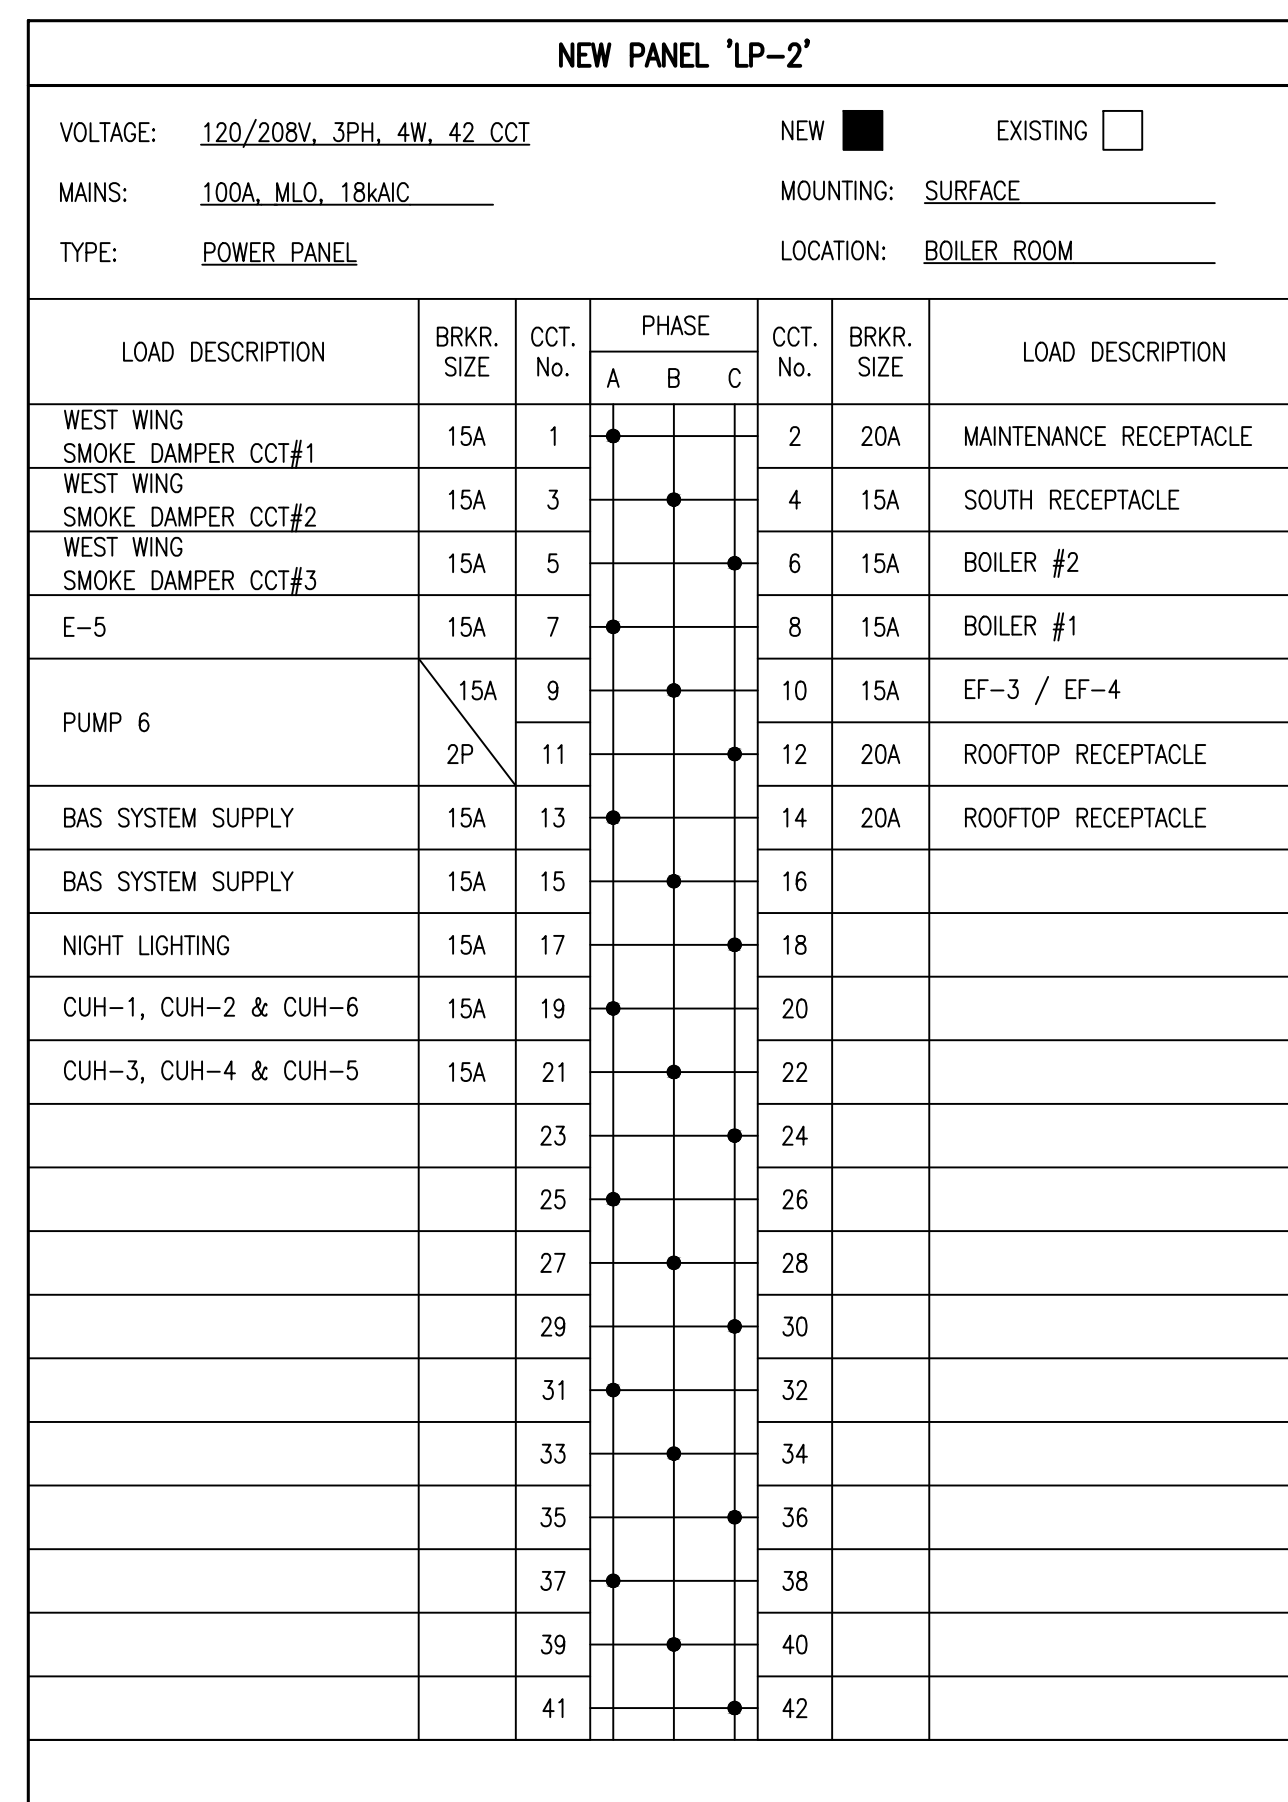 NEW PANEL 'LP-2'
VOLTAGE: 120/208V, 3PH, 4W, 42 CCT NEW EXISTING
MAINS: 100A, MLO, 18kAIC MOUNTING: SURFACE
TYPE: POWER PANEL LOCATION: BOILER ROOM
LOAD DESCRIPTION BRKR. SIZE CCT. No. PHASE CCT. No. BRKR. SIZE LOAD DESCRIPTION
A B C
WEST WING
SMOKE DAMPER CCT#1 15A 1 2 20A MAINTENANCE RECEPTACLE
WEST WING
SMOKE DAMPER CCT#2 15A 3 4 15A SOUTH RECEPTACLE
WEST WING
SMOKE DAMPER CCT#3 15A 5 6 15A BOILER #2
E-5 15A 7 8 15A BOILER #1
PUMP 6 15A 9 10 15A EF-3 / EF-4
2P 11 12 20A ROOFTOP RECEPTACLE
BAS SYSTEM SUPPLY 15A 13 14 20A ROOFTOP RECEPTACLE
BAS SYSTEM SUPPLY 15A 15 16
NIGHT LIGHTING 15A 17 18
CUH-1, CUH-2 & CUH-6 15A 19 20
CUH-3, CUH-4 & CUH-5 15A 21 22
23 24
25 26
27 28
29 30
31 32
33 34
35 36
37 38
39 40
41 42